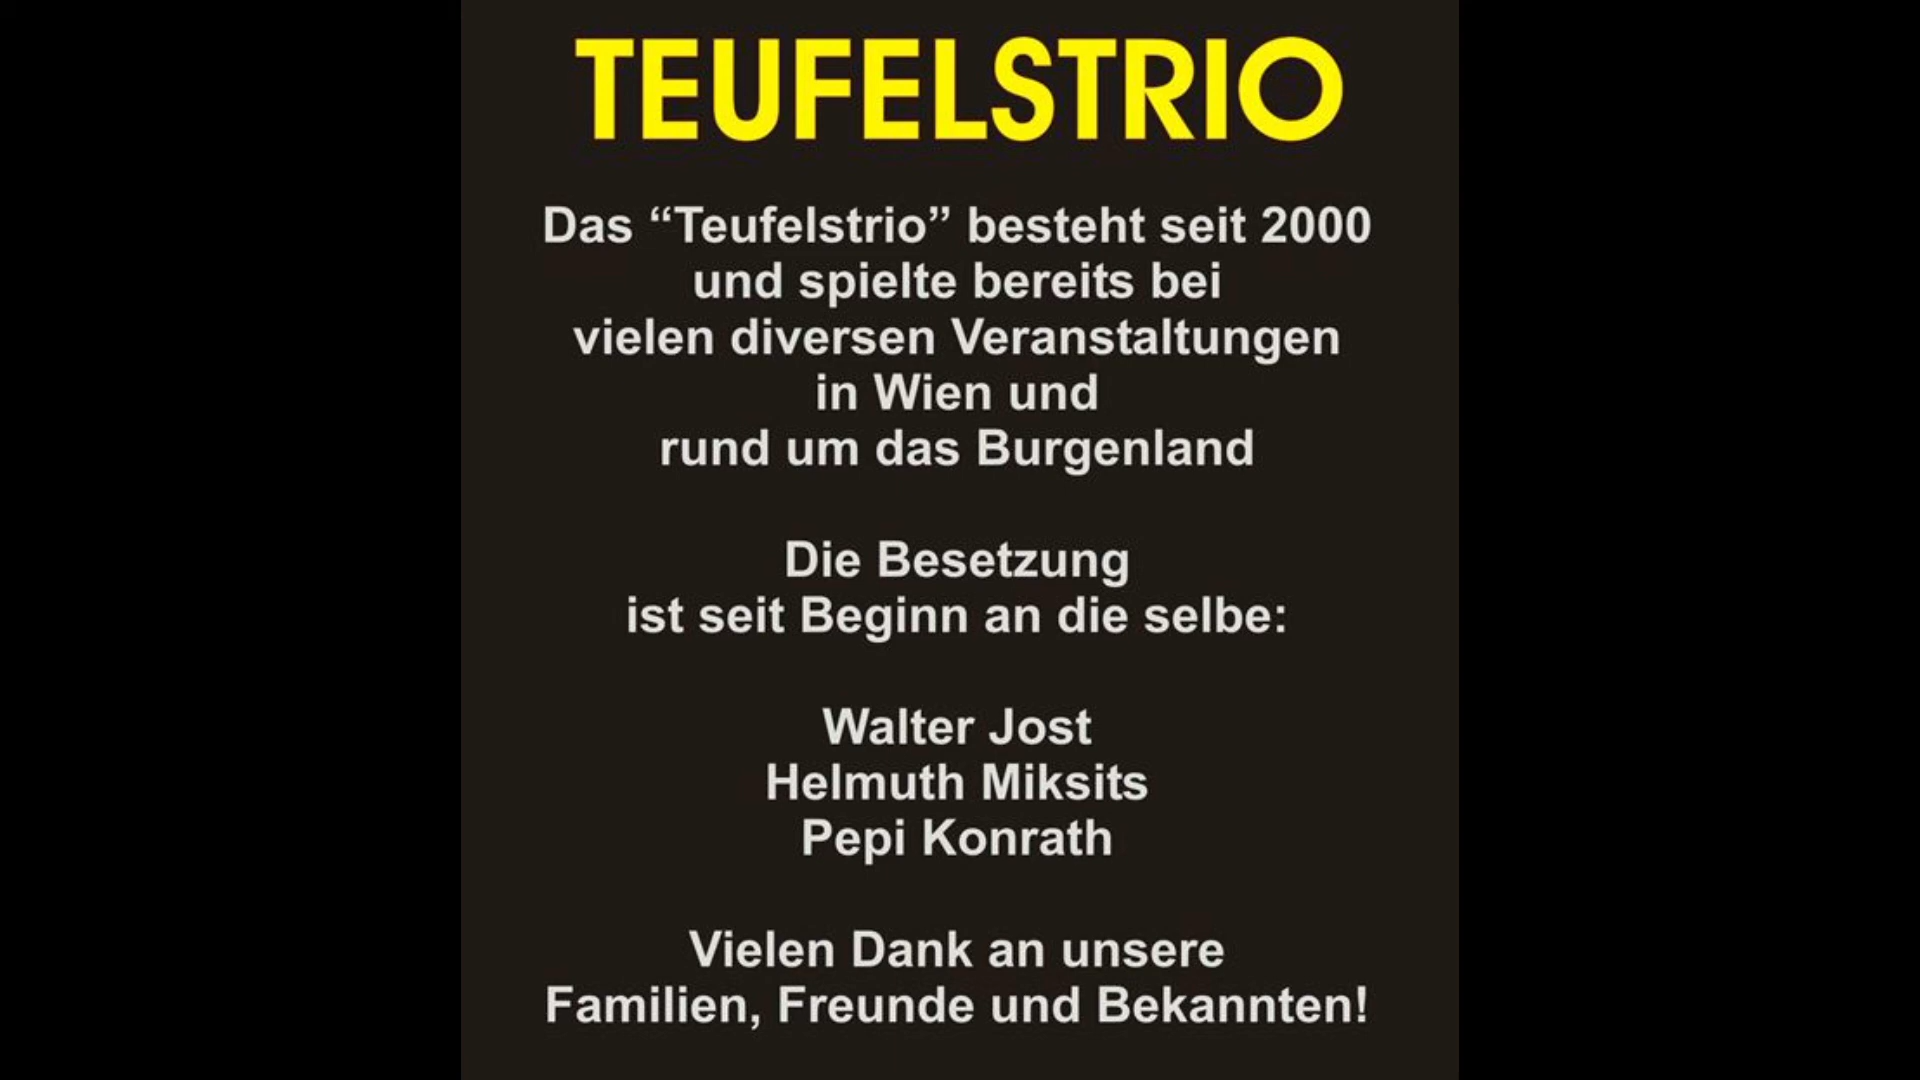 TEUFELSTRIO
Das “Teufelstrio” besteht seit 2000
und spielte bereits bei
vielen diversen Veranstaltungen
in Wien und
rund um das Burgenland
Die Besetzung
ist seit Beginn an die selbe:
Walter Jost
Helmuth Miksits
Pepi Konrath
Vielen Dank an unsere
Familien, Freunde und Bekannten!